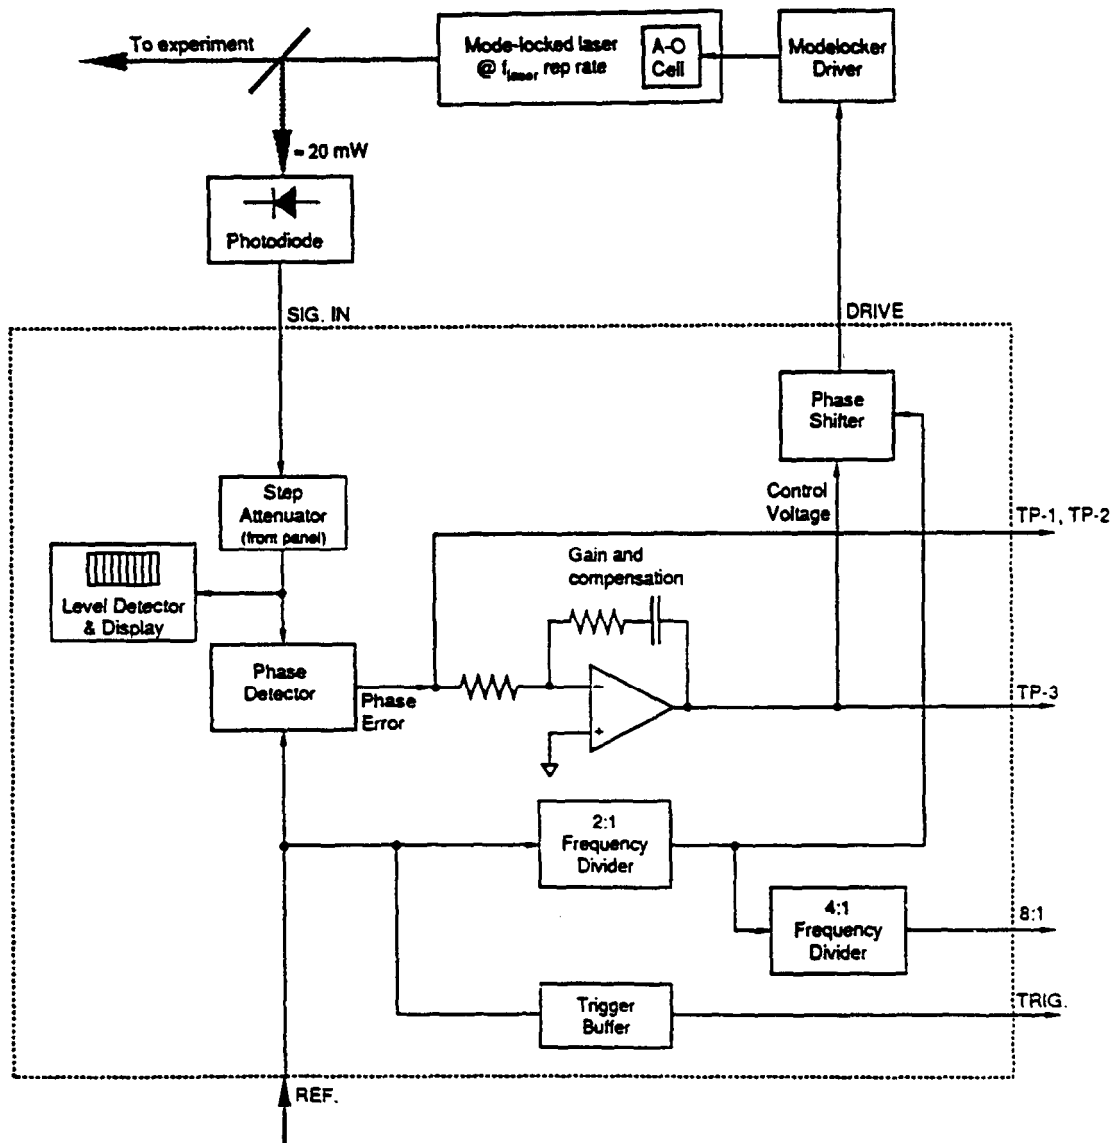 To experiment
Mode-locked laser
@ f_laser rep rate
A-O
Cell
Modelocker
Driver
≈ 20 mW
Photodiode
SIG. IN
DRIVE
Phase
Shifter
Step
Attenuator
(front panel)
Control
Voltage
TP-1, TP-2
Level Detector
& Display
Gain and
compensation
Phase
Detector
Phase
Error
−
+
TP-3
2:1
Frequency
Divider
4:1
Frequency
Divider
8:1
Trigger
Buffer
TRIG.
REF.